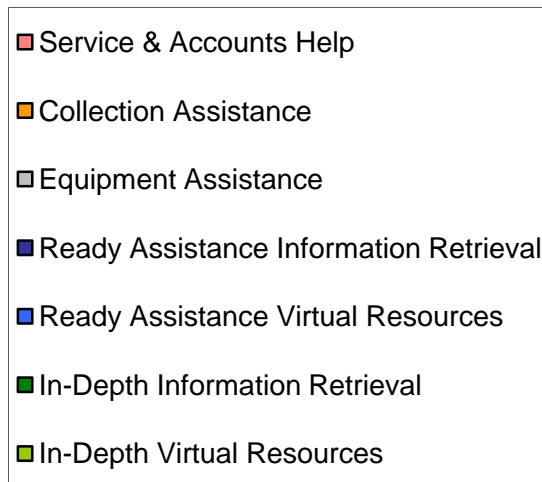 Service & Accounts Help
Collection Assistance
Equipment Assistance
Ready Assistance Information Retrieval
Ready Assistance Virtual Resources
In-Depth Information Retrieval
In-Depth Virtual Resources